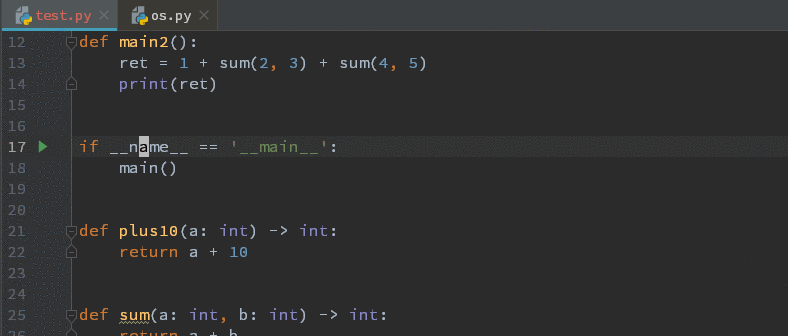 test.py os.py
12 def main2():
13 ret = 1 + sum(2, 3) + sum(4, 5)
14 print(ret)
15
16
17 if __name__ == '__main__':
18 main()
19
20
21 def plus10(a: int) -> int:
22 return a + 10
23
24
25 def sum(a: int, b: int) -> int:
26 return a + b